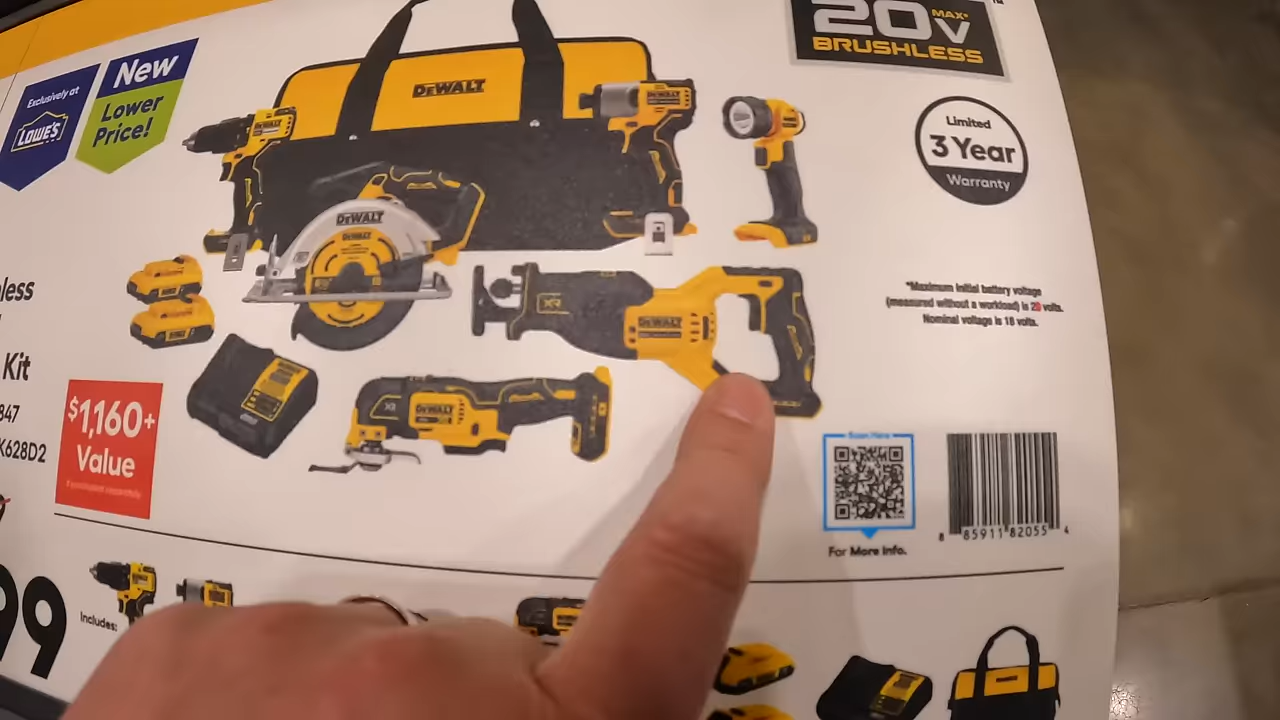 20V MAX*
BRUSHLESS
Exclusively at
LOWE'S
New
Lower
Price!
DEWALT
DEWALT
DEWALT
Limited
3 Year
Warranty
DEWALT
DEWALT
XR
DEWALT
*Maximum initial battery voltage
(measured without a workload) is 20 volts.
Nominal voltage is 18 volts.
less
Kit
847
K628D2
$1,160+
Value
XR
DEWALT
Scan Here
For More Info.
8 85911 82055 4
99
Includes: